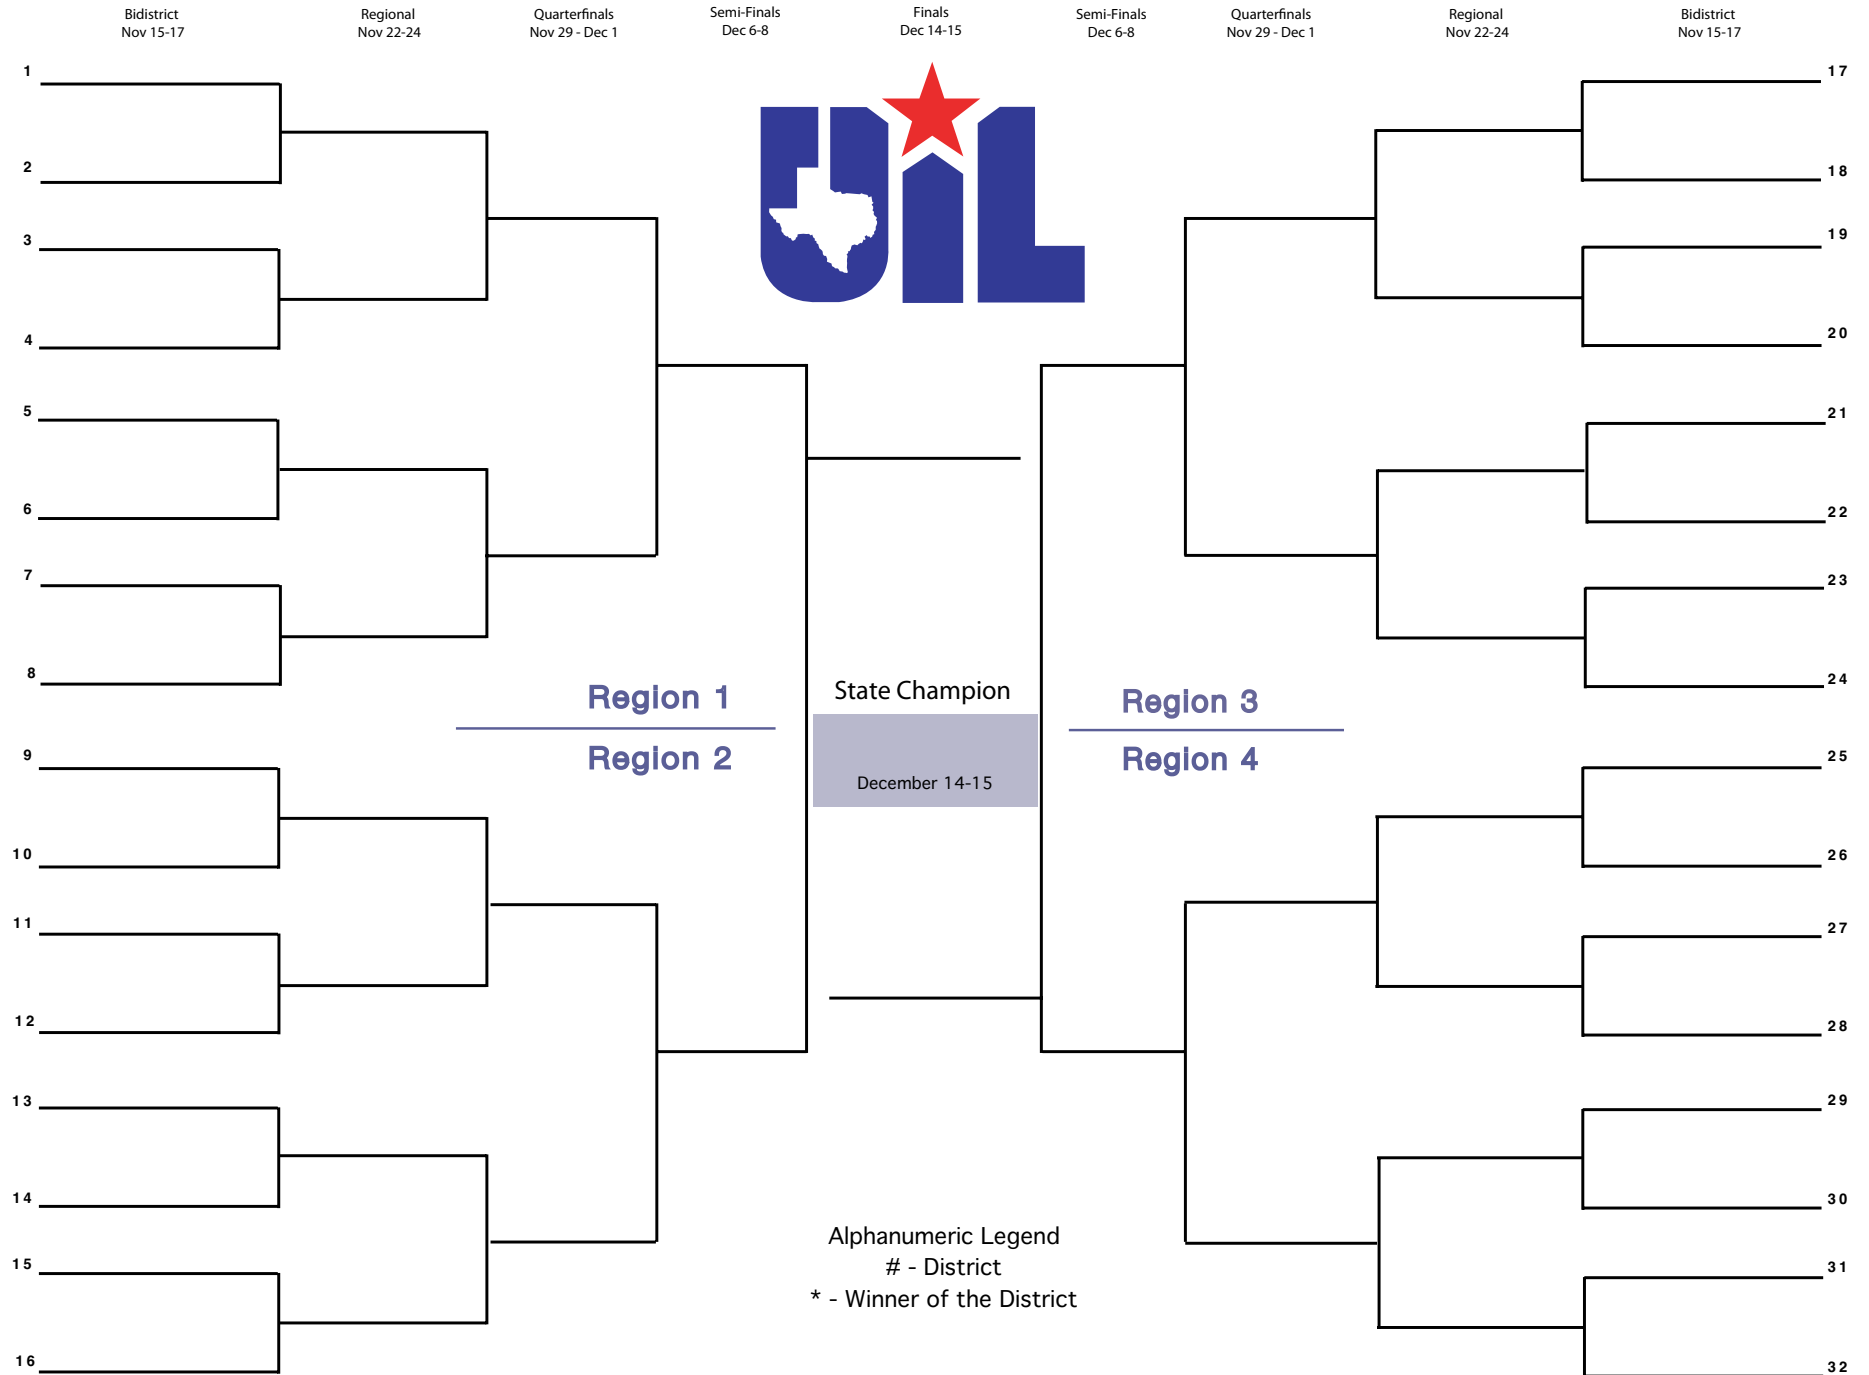 Bidistrict
Nov 15-17
Regional
Nov 22-24
Quarterfinals
Nov 29 - Dec 1
Semi-Finals
Dec 6-8
Finals
Dec 14-15
Semi-Finals
Dec 6-8
Quarterfinals
Nov 29 - Dec 1
Regional
Nov 22-24
Bidistrict
Nov 15-17
UiL
1
2
3
4
5
6
7
8
Region 1
Region 2
9
10
11
12
13
14
15
16
State Champion
December 14-15
Alphanumeric Legend
# - District
* - Winner of the District
17
18
19
20
21
22
23
24
Region 3
Region 4
25
26
27
28
29
30
31
32